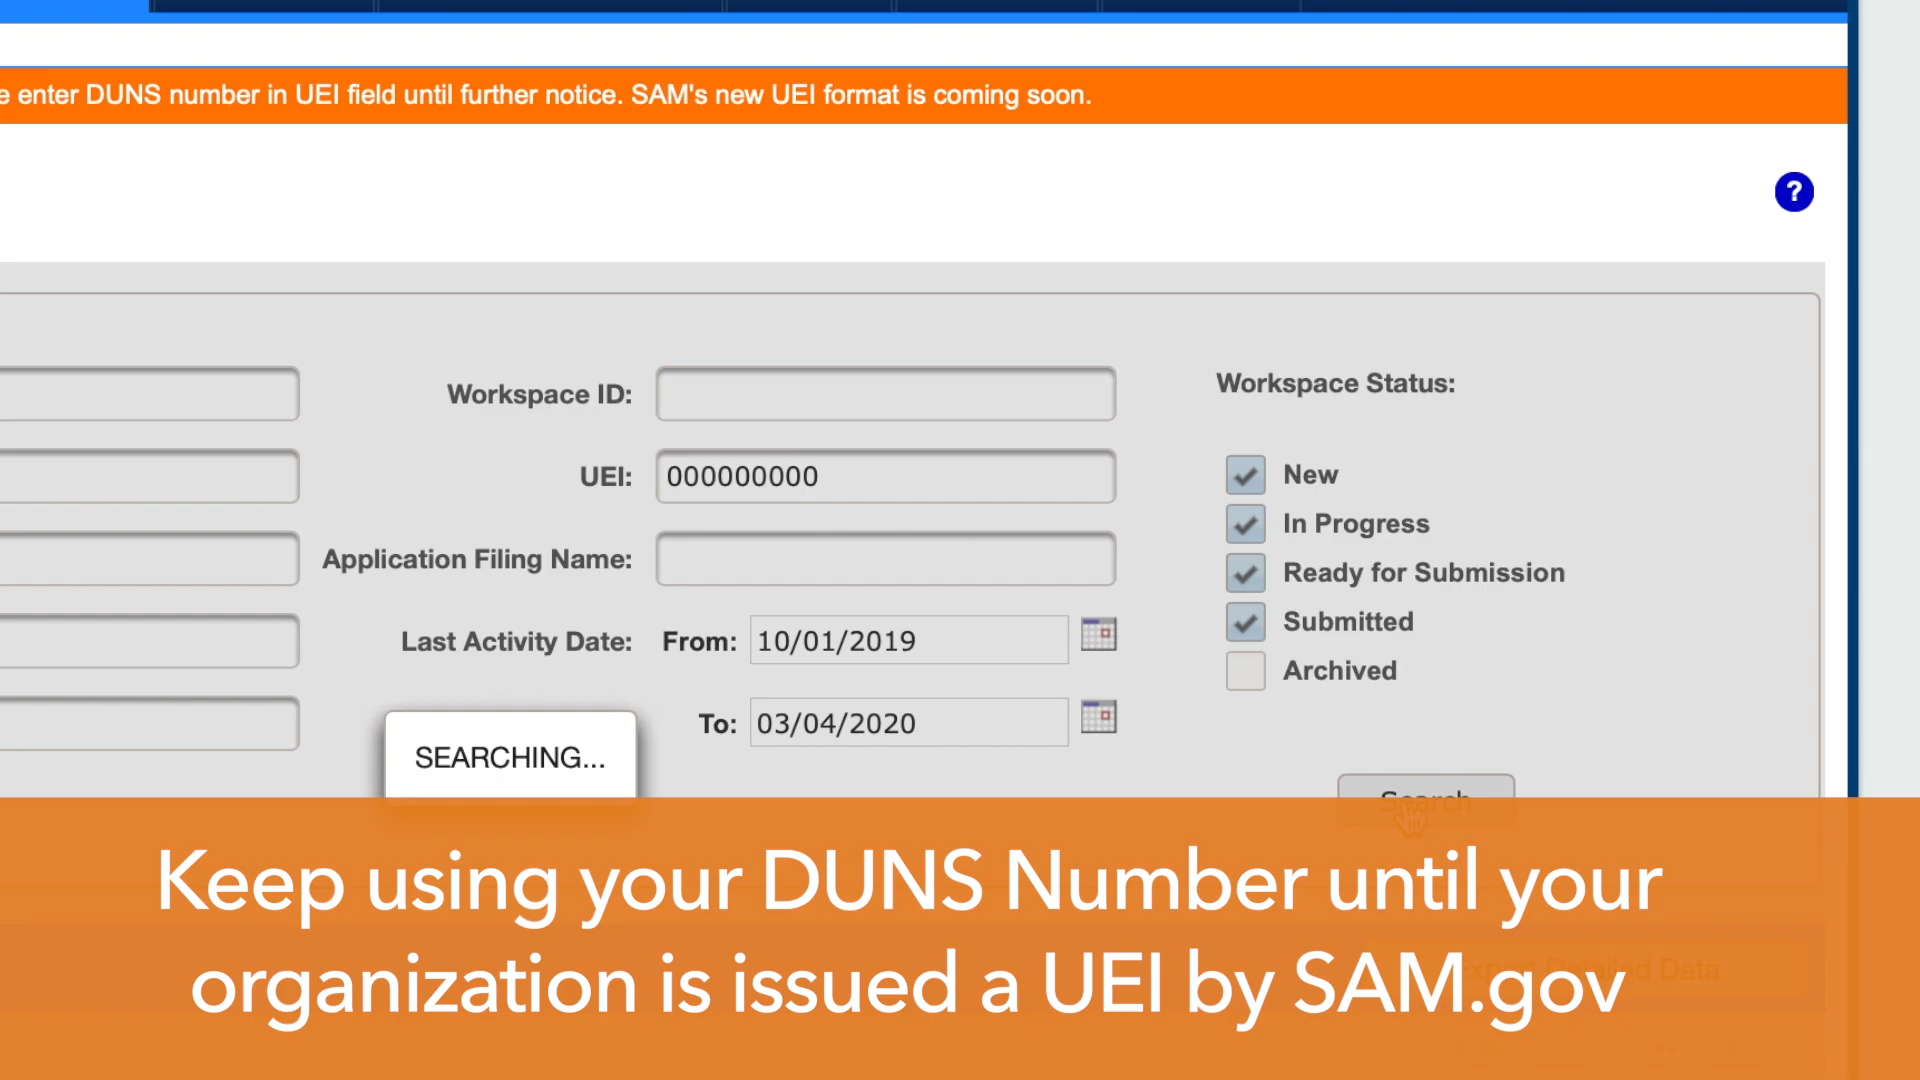 enter DUNS number in UEI field until further notice. SAM's new UEI format is coming soon.
?
Workspace ID:
Workspace Status:
UEI: 000000000
New
In Progress
Application Filing Name:
Ready for Submission
Submitted
Last Activity Date: From: 10/01/2019
Archived
To: 03/04/2020
SEARCHING...
Search
Keep using your DUNS Number until your
organization is issued a UEI by SAM.gov
Detailed Data